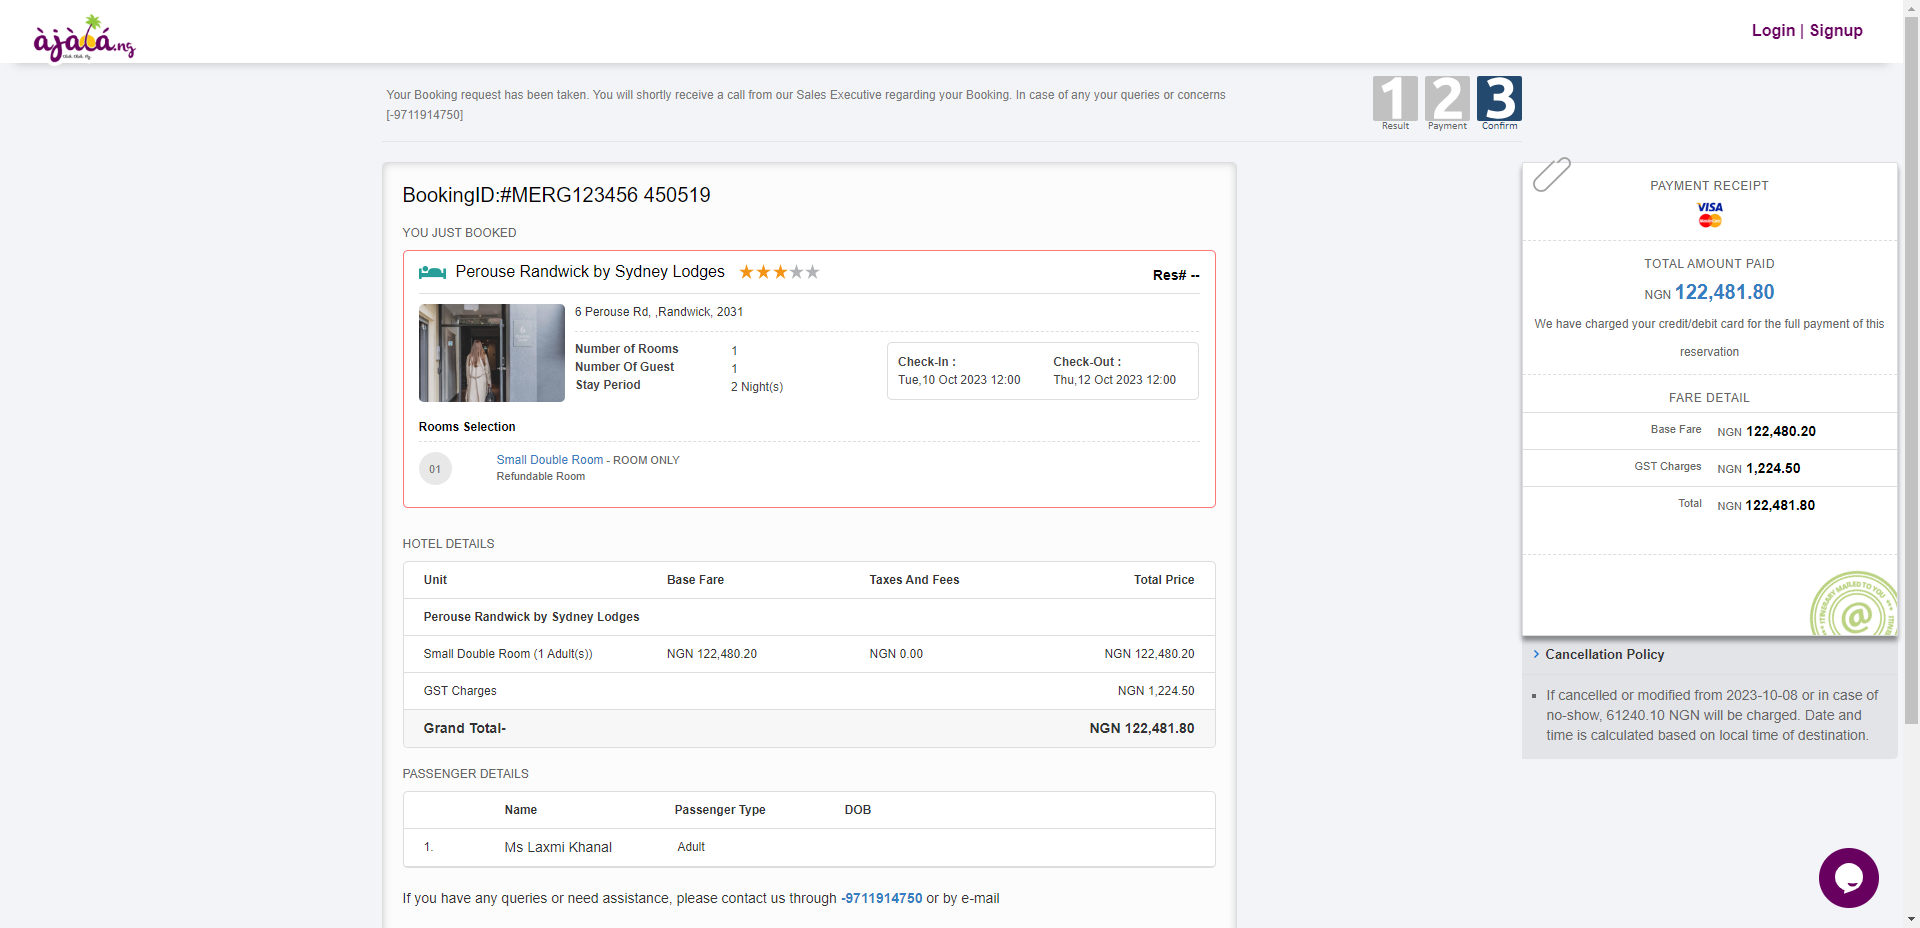 àjàlá.ng
Login | Signup
Your Booking request has been taken. You will shortly receive a call from our Sales Executive regarding your Booking. In case of any your queries or concerns
[-9711914750]
1 2 3
Result Payment Confirm
BookingID:#MERG123456 450519
YOU JUST BOOKED
Perouse Randwick by Sydney Lodges
Res# --
6 Perouse Rd, ,Randwick, 2031
Number of Rooms 1
Number Of Guest 1
Stay Period 2 Night(s)
Check-In : Check-Out :
Tue,10 Oct 2023 12:00 Thu,12 Oct 2023 12:00
Rooms Selection
01 Small Double Room - ROOM ONLY
Refundable Room
HOTEL DETAILS
Unit Base Fare Taxes And Fees Total Price
Perouse Randwick by Sydney Lodges
Small Double Room (1 Adult(s)) NGN 122,480.20 NGN 0.00 NGN 122,480.20
GST Charges NGN 1,224.50
Grand Total- NGN 122,481.80
PASSENGER DETAILS
Name Passenger Type DOB
1. Ms Laxmi Khanal Adult
If you have any queries or need assistance, please contact us through -9711914750 or by e-mail
PAYMENT RECEIPT
VISA
TOTAL AMOUNT PAID
NGN 122,481.80
We have charged your credit/debit card for the full payment of this
reservation
FARE DETAIL
Base Fare NGN 122,480.20
GST Charges NGN 1,224.50
Total NGN 122,481.80
ITINERARY MAILED TO YOU
@
Cancellation Policy
If cancelled or modified from 2023-10-08 or in case of
no-show, 61240.10 NGN will be charged. Date and
time is calculated based on local time of destination.